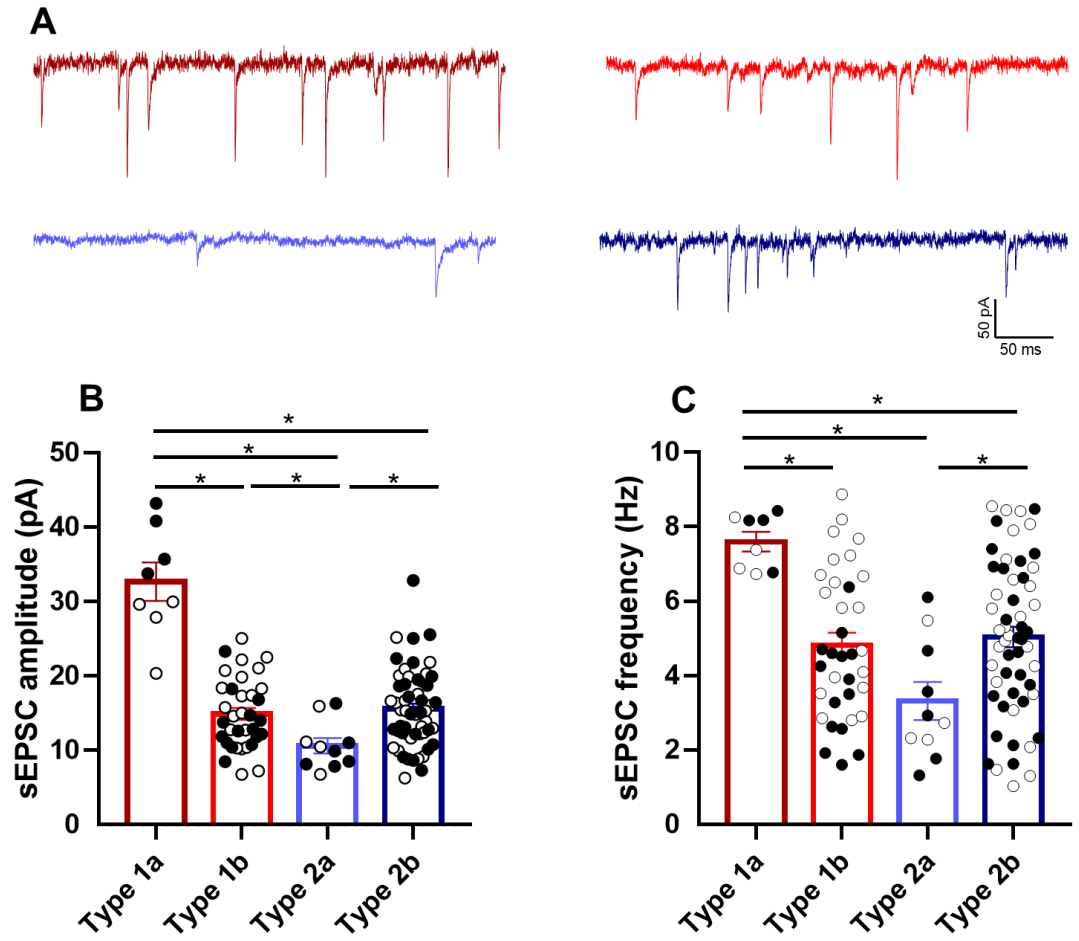 A
50 pA
50 ms
B
C
*
*
*
*
*
*
*
*
*
*
sEPSC amplitude (pA)
50
40
30
20
10
0
Type 1a
Type 1b
Type 2a
Type 2b
sEPSC frequency (Hz)
10
8
6
4
2
0
Type 1a
Type 1b
Type 2a
Type 2b